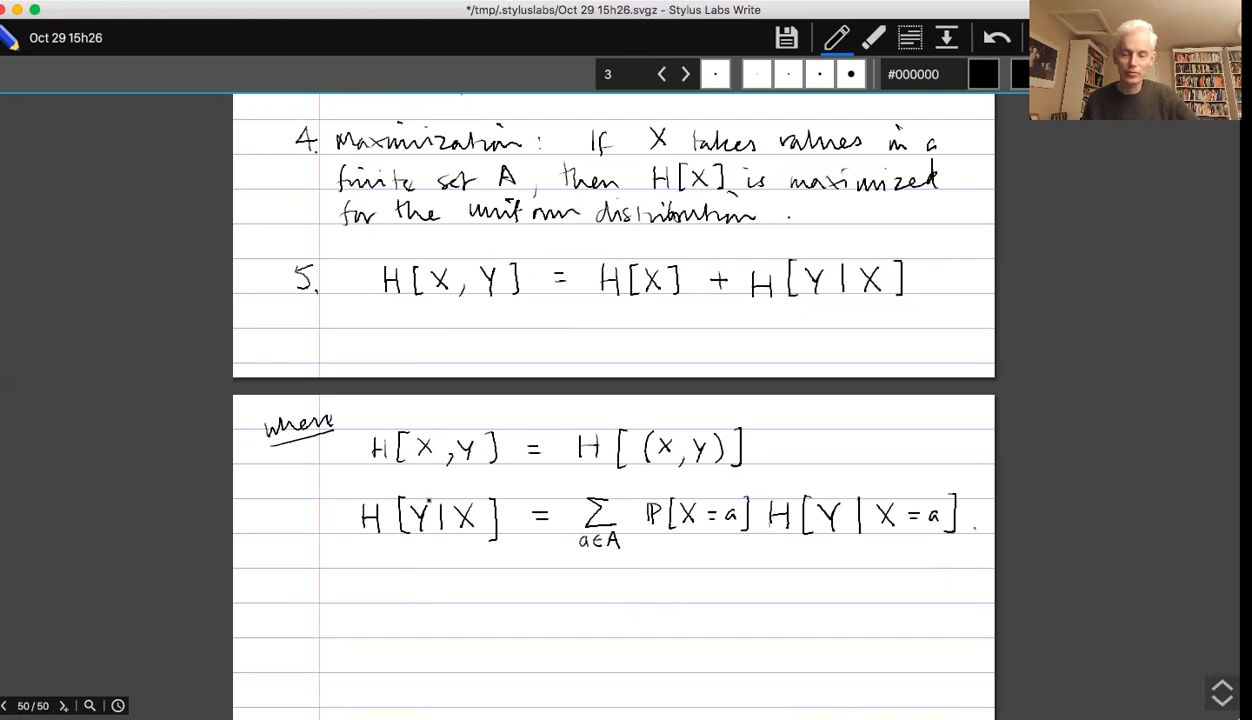 */tmp/.styluslabs/Oct 29 15h26.svgz - Stylus Labs Write
Oct 29 15h26
3
#000000
4. Maximization : If X takes values in a
finite set A, then H[X] is maximized
for the uniform distribution .
5. H[X, Y] = H[X] + H[Y | X]
where
H[X, Y] = H[(X, Y)]
H[Y | X] = ∑ ℙ[X = a] H[Y | X = a] .
a∈A
50/50